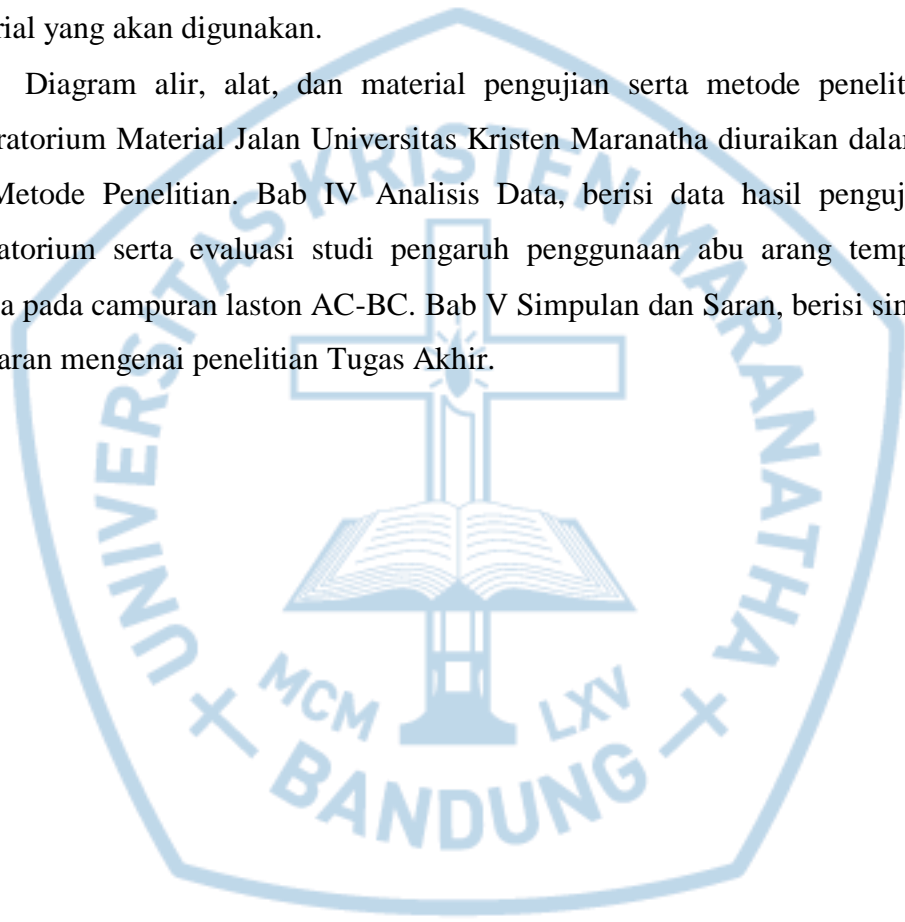 rial yang akan digunakan.
Diagram alir, alat, dan material pengujian serta metode penelit
ratorium Material Jalan Universitas Kristen Maranatha diuraikan dalar
Metode Penelitian. Bab IV Analisis Data, berisi data hasil penguj
atorium serta evaluasi studi pengaruh penggunaan abu arang temp
a pada campuran laston AC-BC. Bab V Simpulan dan Saran, berisi sin
aran mengenai penelitian Tugas Akhir.
UNIVERSITAS KRISTEN MARANATHA
MCM LXV
BANDUNG